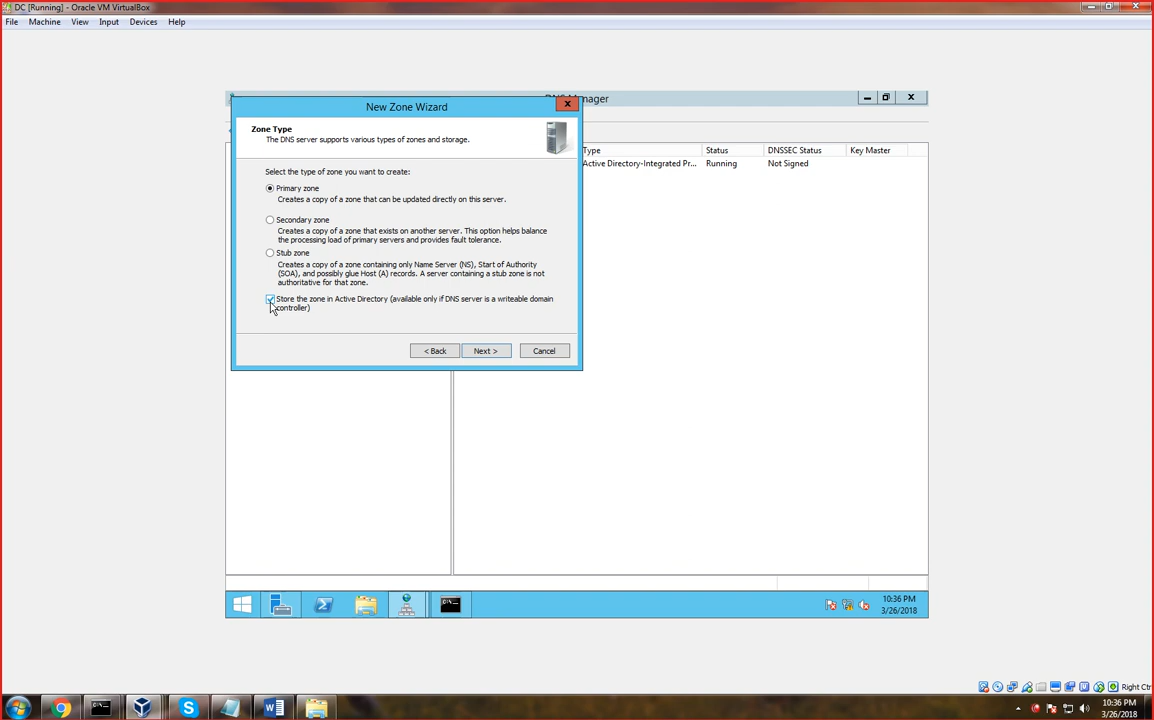 DC [Running] - Oracle VM VirtualBox
File Machine View Input Devices Help
New Zone Wizard
Zone Type
The DNS server supports various types of zones and storage.
Select the type of zone you want to create:
Primary zone
Creates a copy of a zone that can be updated directly on this server.
Secondary zone
Creates a copy of a zone that exists on another server. This option helps balance
the processing load of primary servers and provides fault tolerance.
Stub zone
Creates a copy of a zone containing only Name Server (NS), Start of Authority
(SOA), and possibly glue Host (A) records. A server containing a stub zone is not
authoritative for that zone.
Store the zone in Active Directory (available only if DNS server is a writeable domain
controller)
< Back Next > Cancel
Type Status DNSSEC Status Key Master
Active Directory-Integrated Pr... Running Not Signed
10:36 PM
3/26/2018
Right Ctr
10:36 PM
3/26/2018